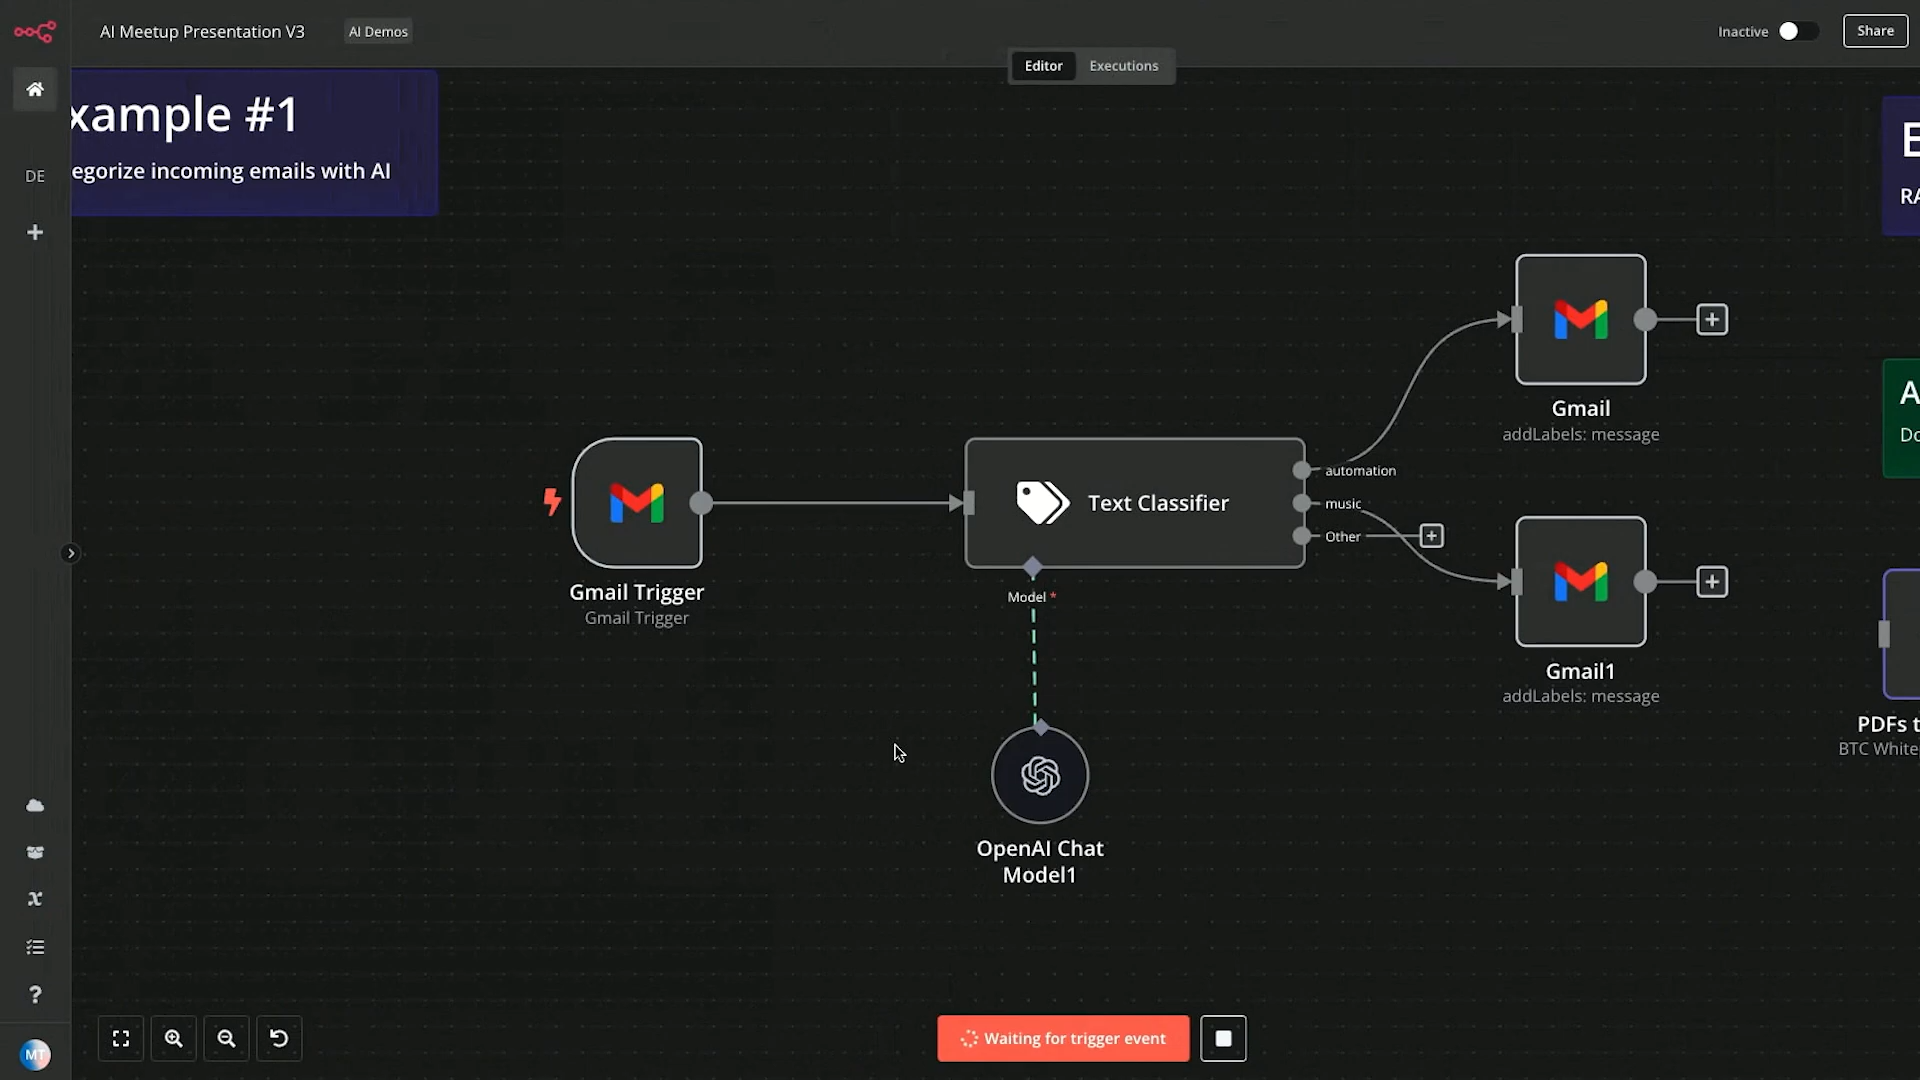 AI Meetup Presentation V3
AI Demos
Inactive
Share
Editor
Executions
xample #1
egorize incoming emails with AI
DE
E
RA
Gmail
addLabels: message
A
Do
automation
Text Classifier
music
Other
Gmail Trigger
Gmail Trigger
Model *
Gmail1
addLabels: message
PDFs t
BTC White
OpenAI Chat
Model1
?
MT
Waiting for trigger event